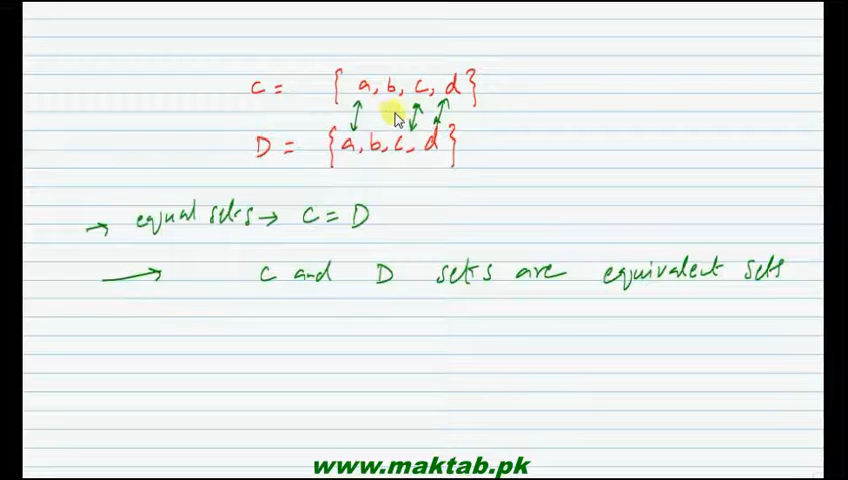 C = { a, b, c, d }
D = { a, b, c, d }
→ equal sets → C = D
→ C and D sets are equivalent sets
www.maktab.pk